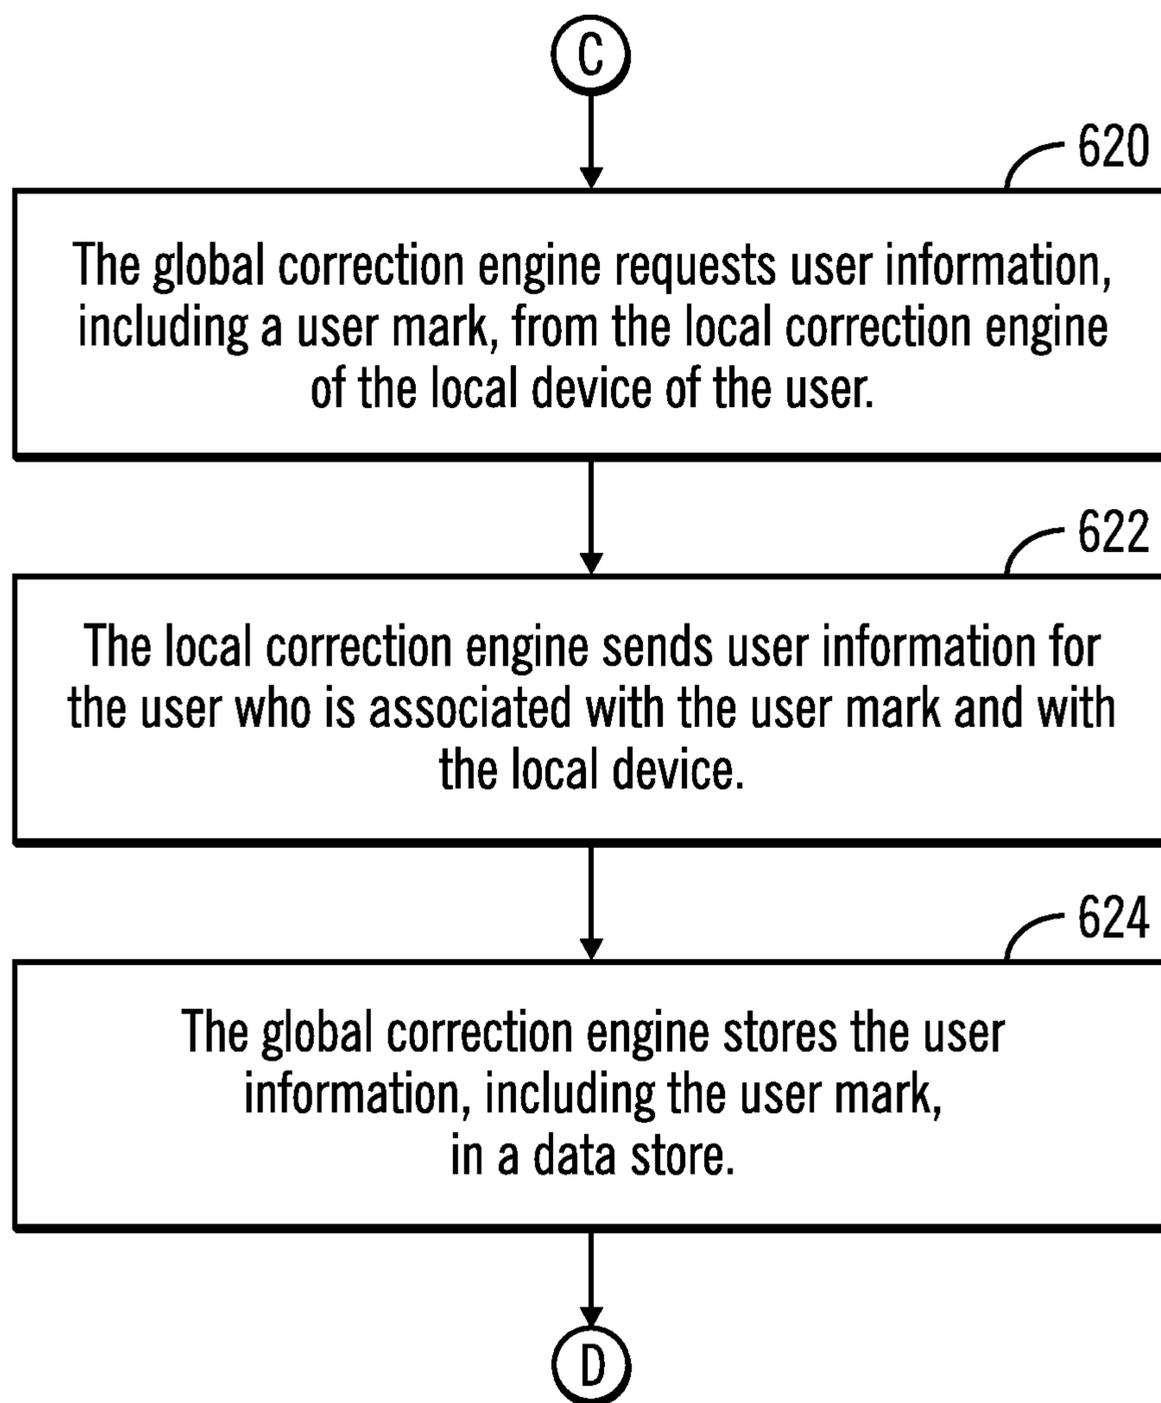 C
620
The global correction engine requests user information,
including a user mark, from the local correction engine
of the local device of the user.
622
The local correction engine sends user information for
the user who is associated with the user mark and with
the local device.
624
The global correction engine stores the user
information, including the user mark,
in a data store.
D